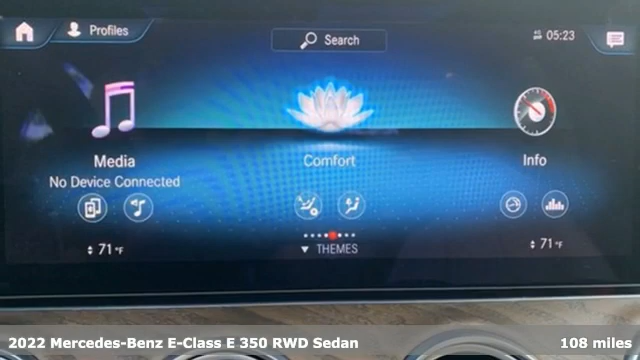 Profiles
Search
05:23
Media
Comfort
Info
No Device Connected
71°F
THEMES
71°F
2022 Mercedes-Benz E-Class E 350 RWD Sedan
108 miles